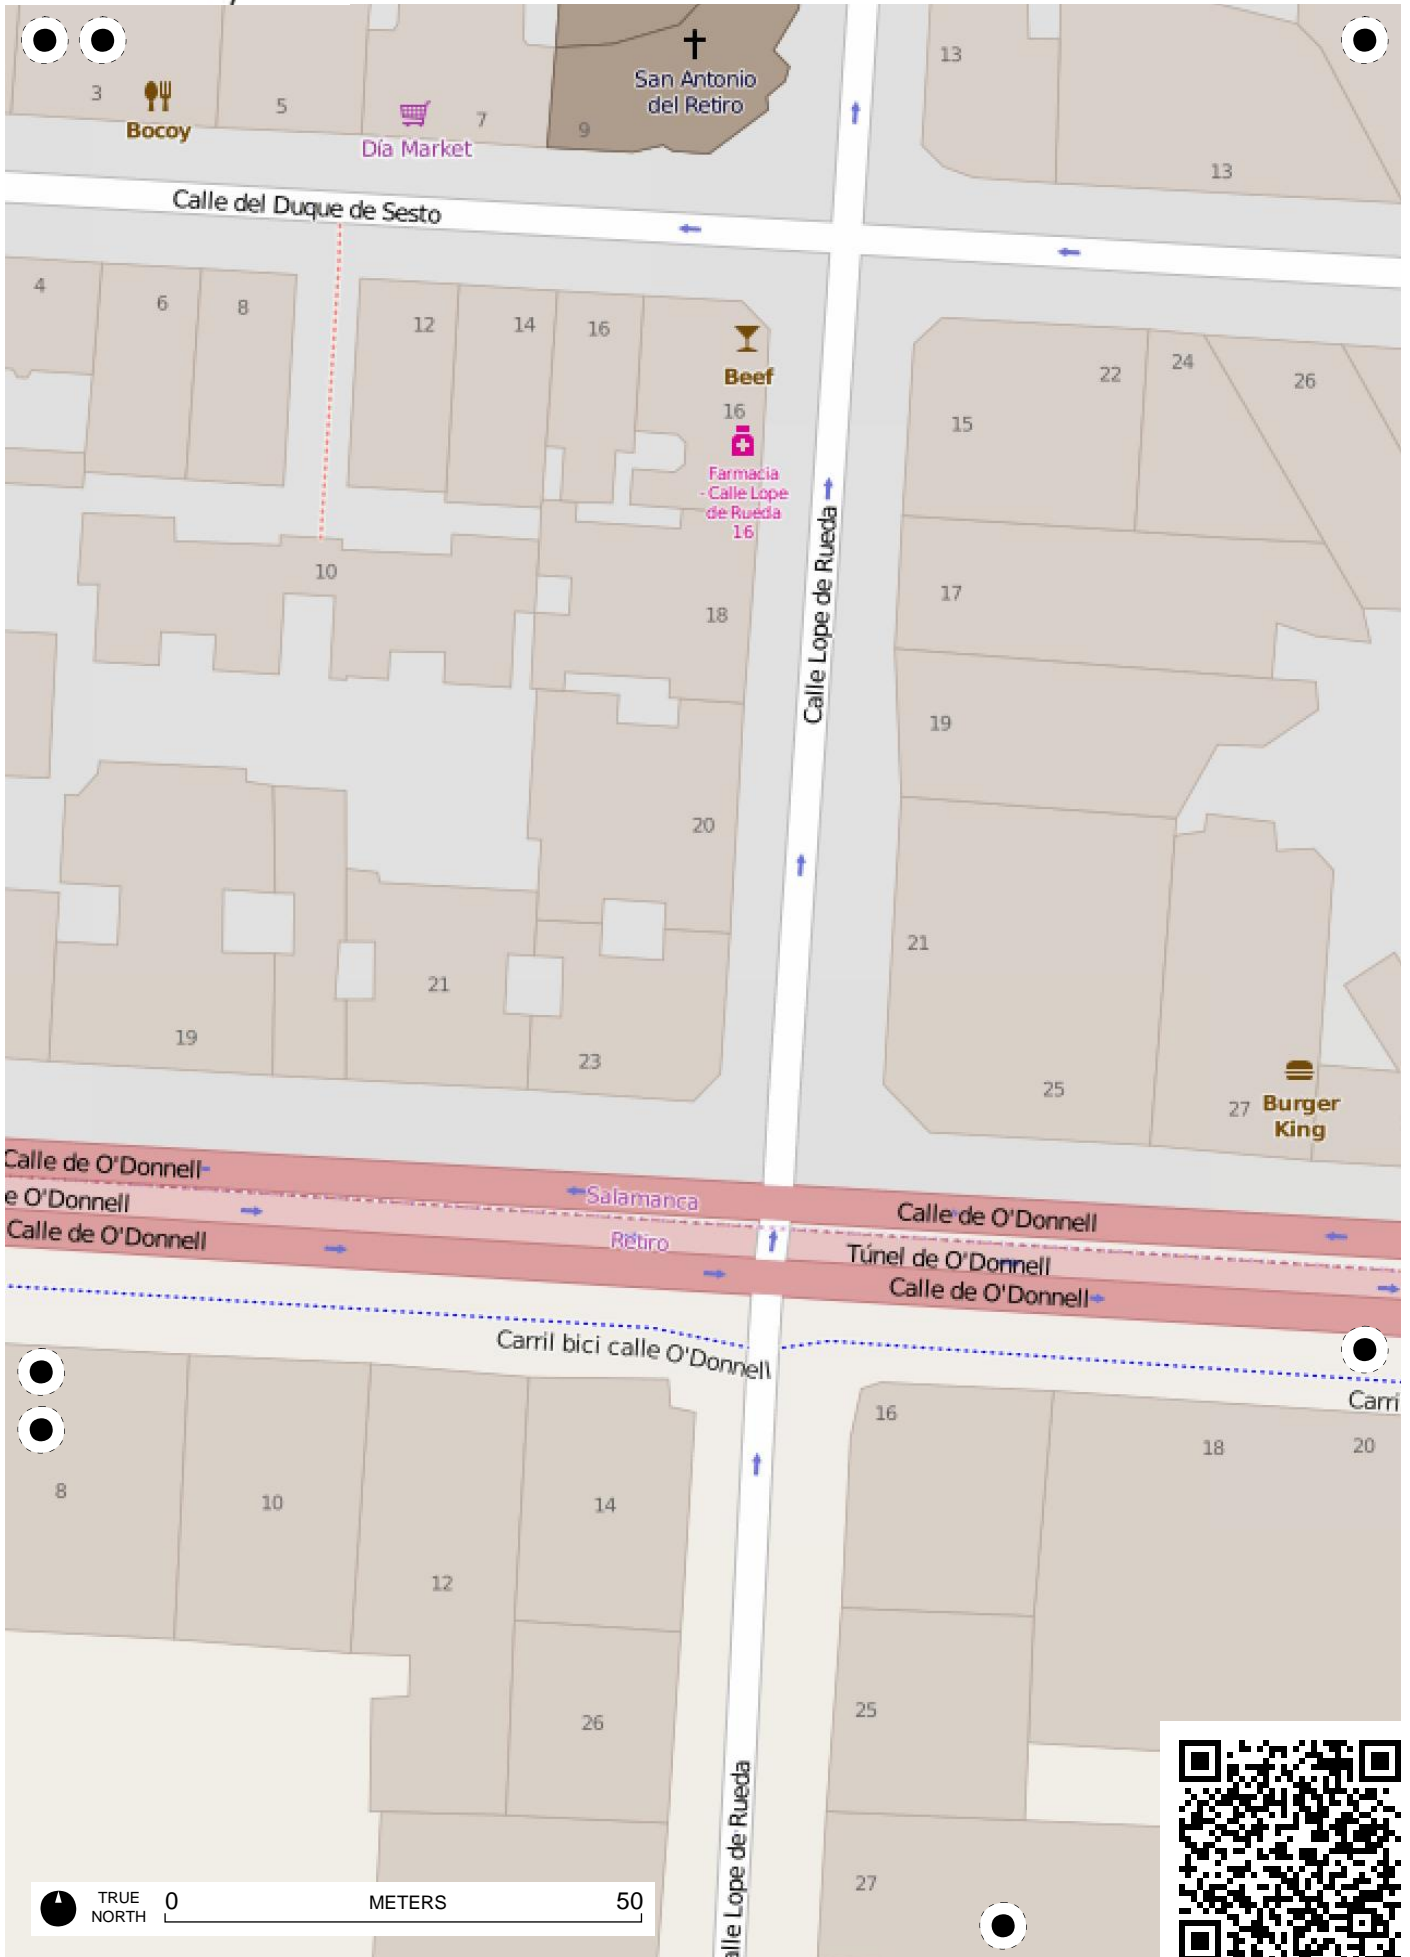 San Antonio
del Retiro
13
3
5
7
9
Bocoy
Día Market
13
Calle del Duque de Sesto
4
6
8
12
14
16
Beef
16
Farmacia
- Calle Lope
de Rueda
16
22
24
26
15
Calle Lope de Rueda
10
17
18
19
20
21
21
19
23
25
27
Burger
King
Calle de O'Donnell
Salamanca
Calle de O'Donnell
e O'Donnell
Retiro
Túnel de O'Donnell
Calle de O'Donnell
Calle de O'Donnell
Carril bici calle O'Donnell
Carri
16
18
20
8
10
14
12
26
25
27
alle Lope de Rueda
TRUE
NORTH
0
METERS
50